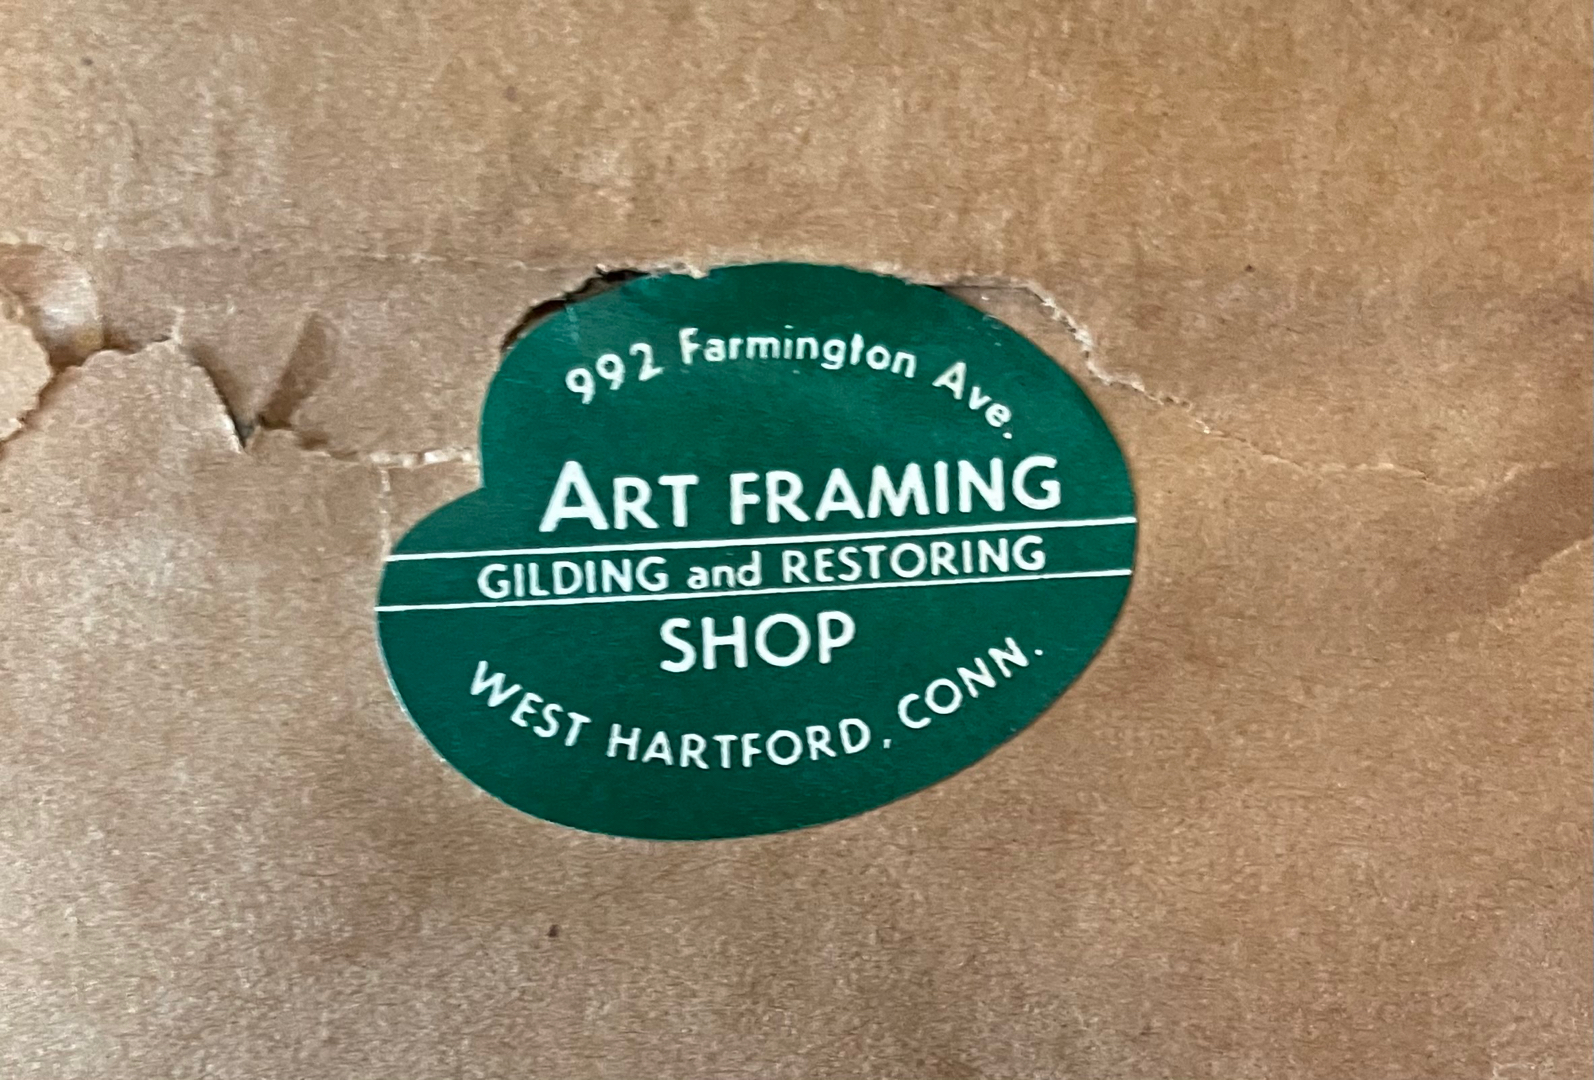 992 Farmington Ave.
ART FRAMING
GILDING and RESTORING
SHOP
WEST HARTFORD, CONN.